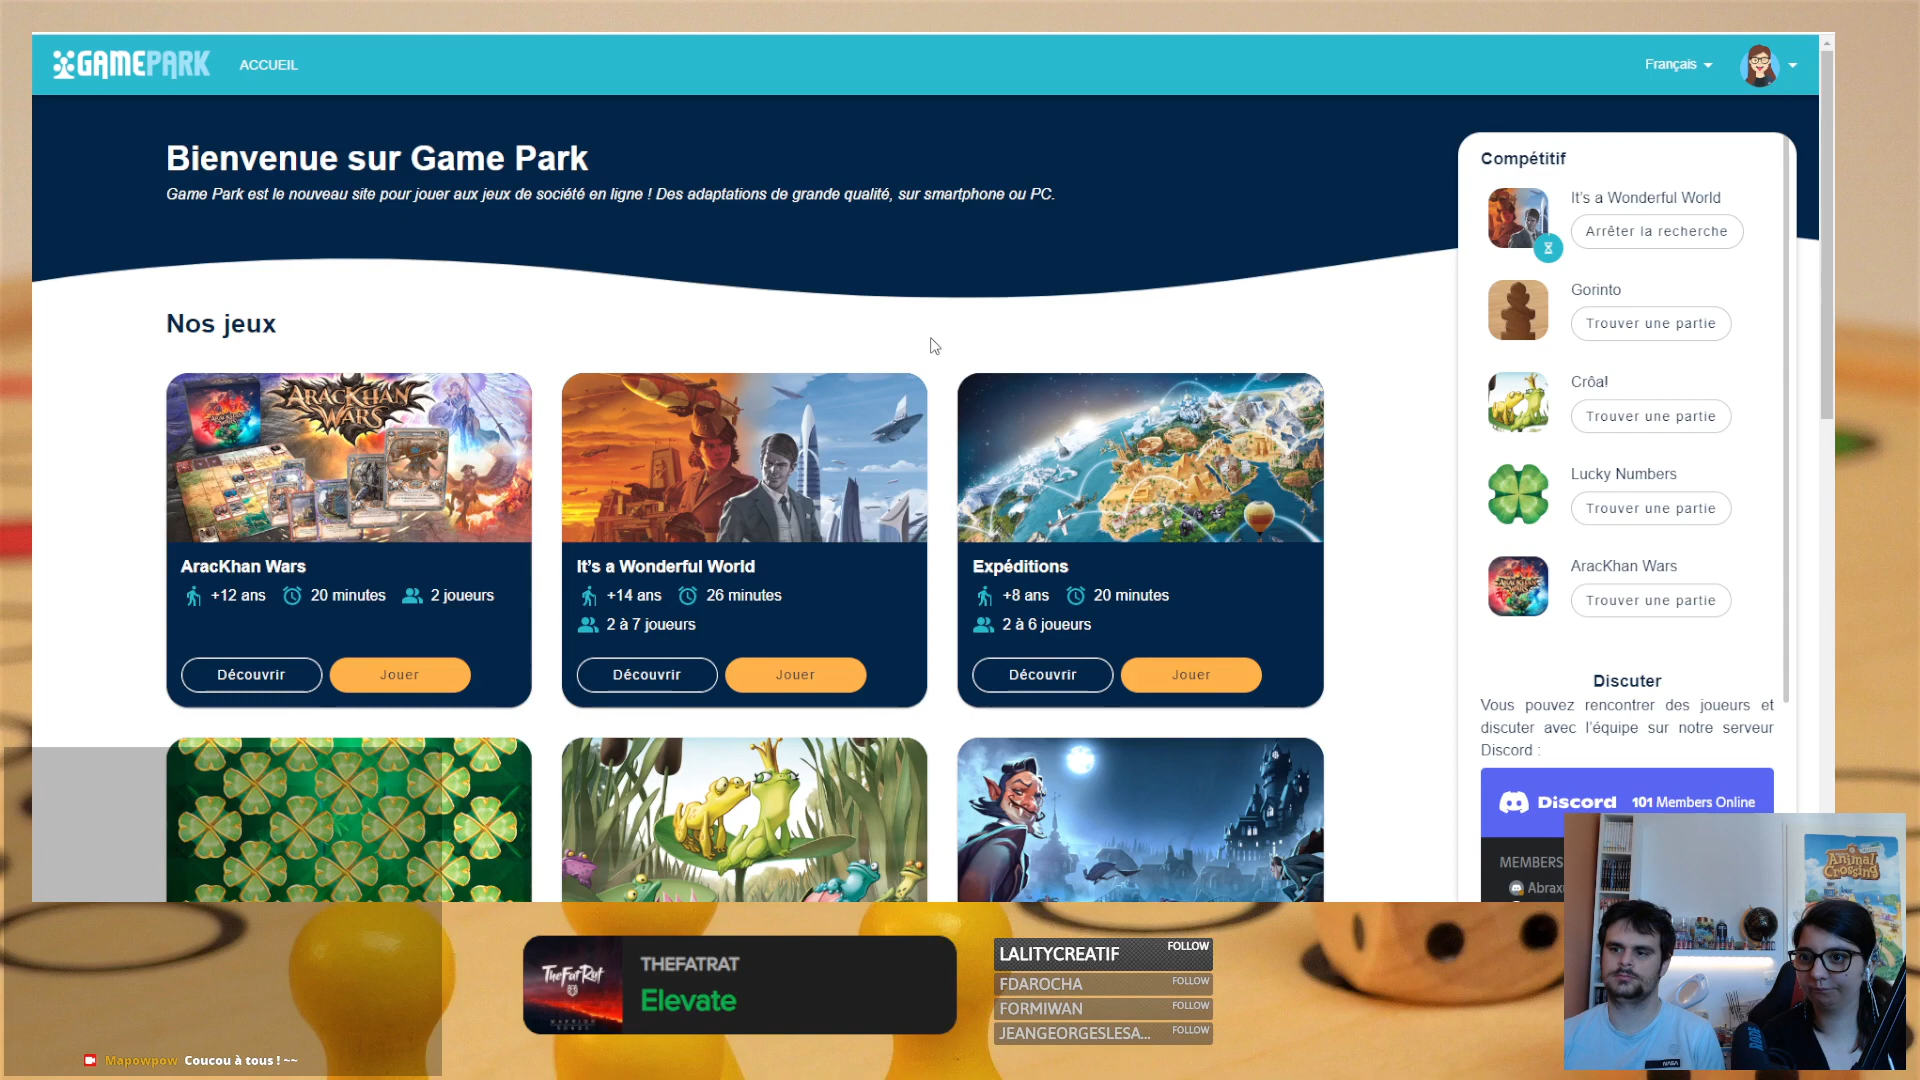 GAMEPARK
ACCUEIL
Français
Bienvenue sur Game Park
Game Park est le nouveau site pour jouer aux jeux de société en ligne ! Des adaptations de grande qualité, sur smartphone ou PC.
Nos jeux
ARACKHAN WARS
AracKhan Wars
+12 ans
20 minutes
2 joueurs
Découvrir
Jouer
It's a Wonderful World
+14 ans
26 minutes
2 à 7 joueurs
Découvrir
Jouer
Expéditions
+8 ans
20 minutes
2 à 6 joueurs
Découvrir
Jouer
Compétitif
It's a Wonderful World
Arrêter la recherche
Gorinto
Trouver une partie
Crôa!
Trouver une partie
Lucky Numbers
Trouver une partie
AracKhan Wars
Trouver une partie
Discuter
Vous pouvez rencontrer des joueurs et
discuter avec l'équipe sur notre serveur
Discord :
Discord
101 Members Online
MEMBERS
Animal
Crossing
TheFatRat
THEFATRAT
Elevate
LALITYCREATIF FOLLOW
FDAROCHA FOLLOW
FORMIWAN FOLLOW
JEANGEORGESLESA... FOLLOW
Mapowpow Coucou à tous ! ~~
NASA